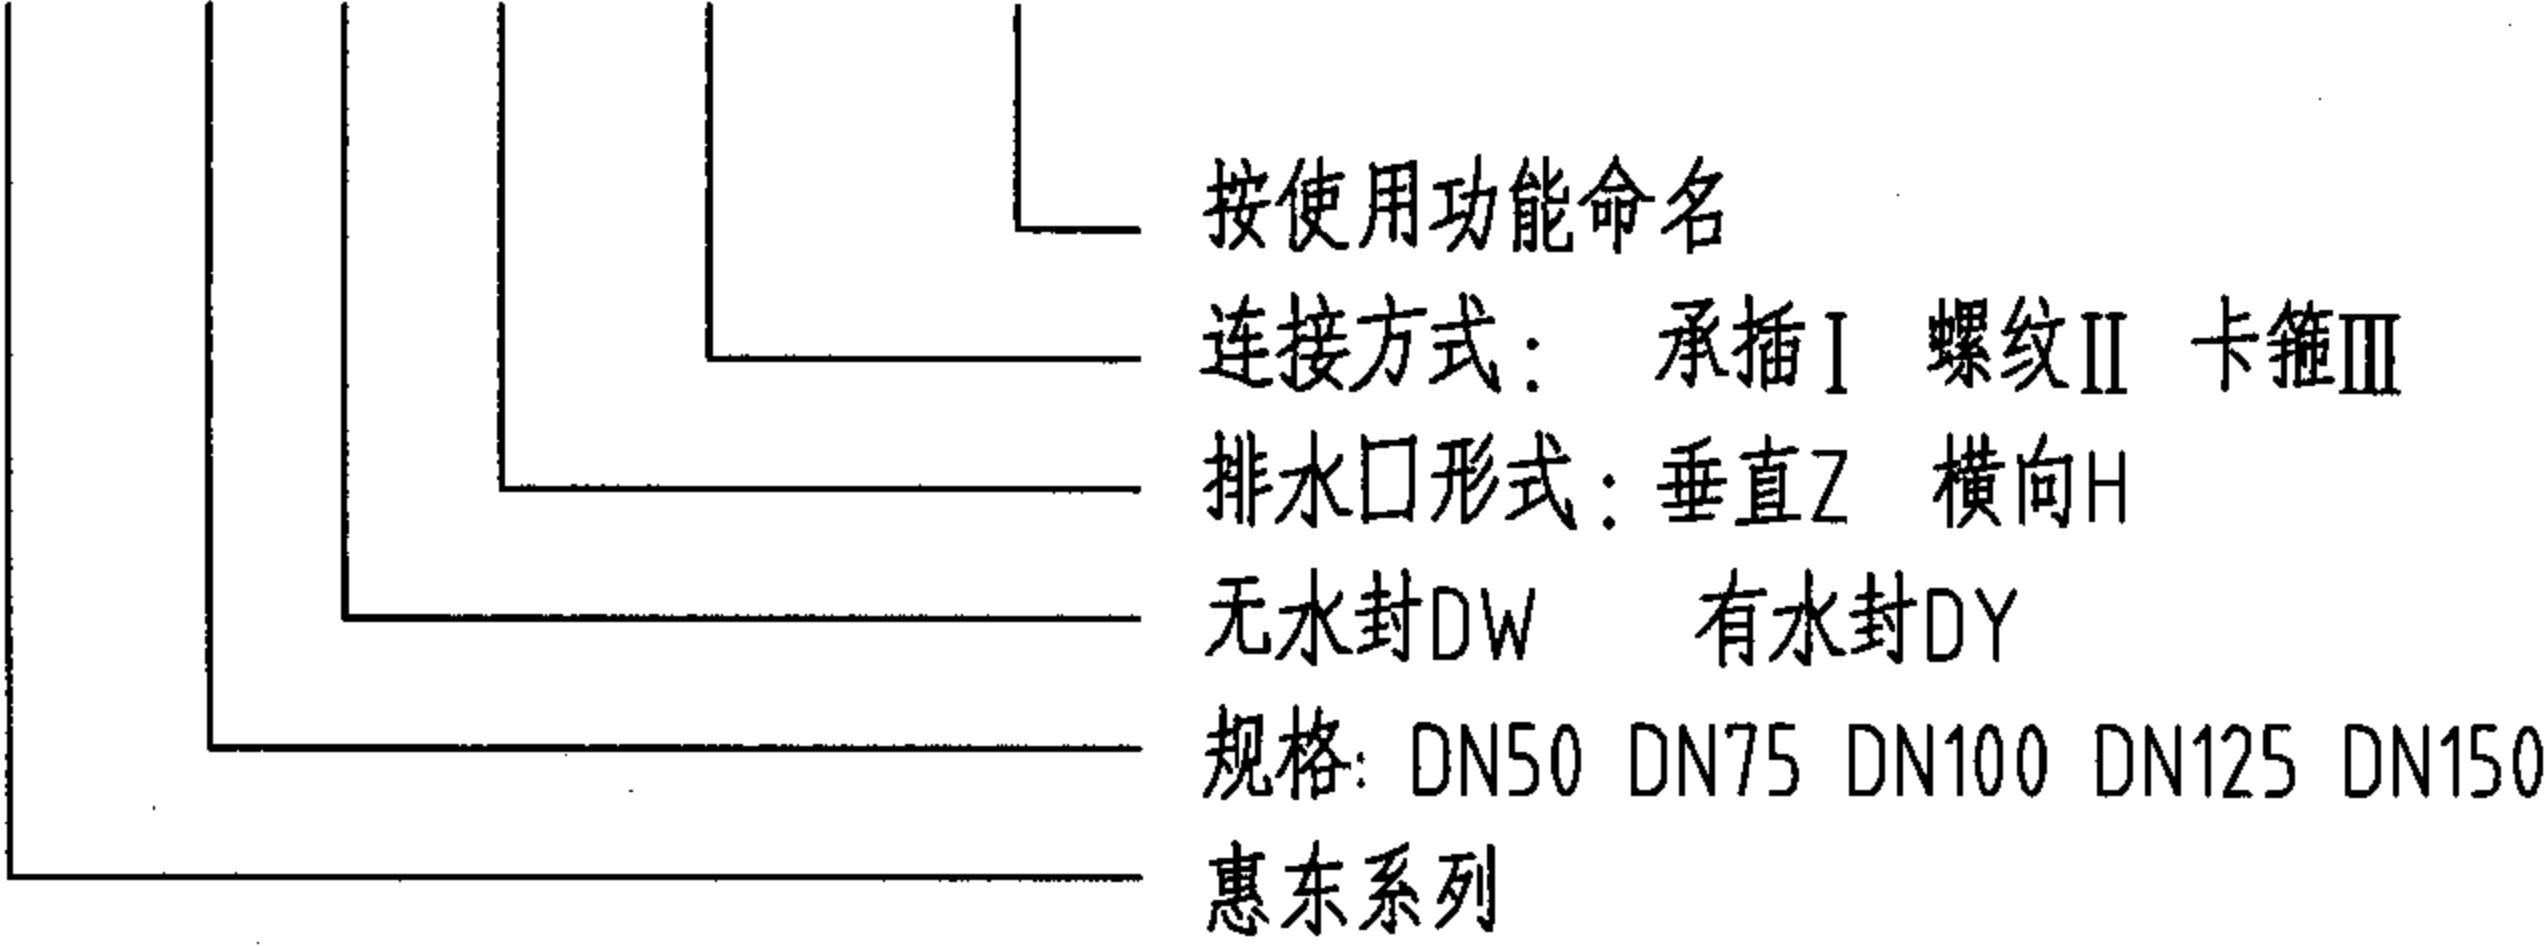 按使用功能命名
连接方式: 承插Ⅰ 螺纹Ⅱ 卡箍Ⅲ
排水口形式:垂直Z 横向H
无水封DW 有水封DY
规格: DN50 DN75 DN100 DN125 DN150
惠东系列